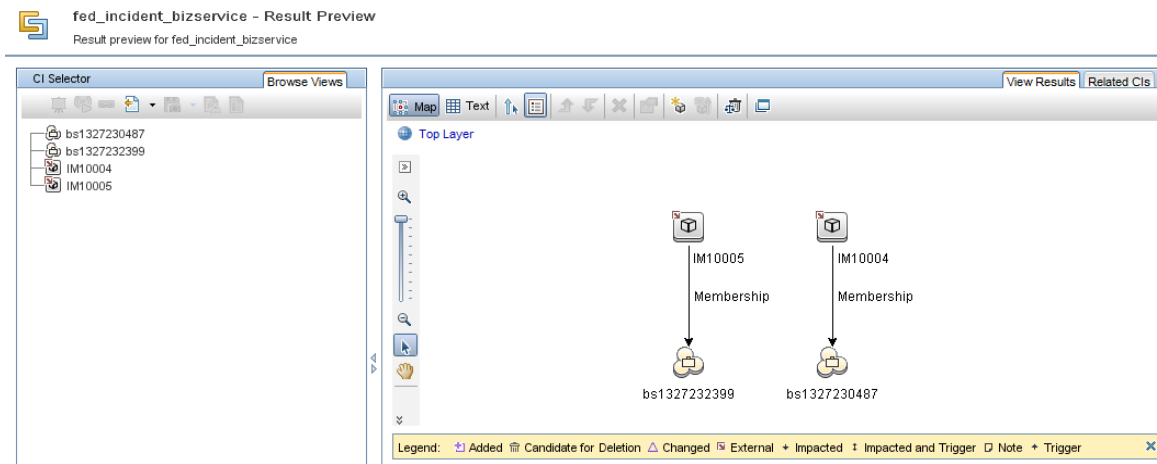 fed_incident_bizservice - Result Preview
Result preview for fed_incident_bizservice
CI Selector
Browse Views
bs1327230487
bs1327232399
IM10004
IM10005
View Results Related CIs
Map Text
Top Layer
IM10005 IM10004
Membership Membership
bs1327232399 bs1327230487
Legend: Added Candidate for Deletion Changed External Impacted Impacted and Trigger Note Trigger